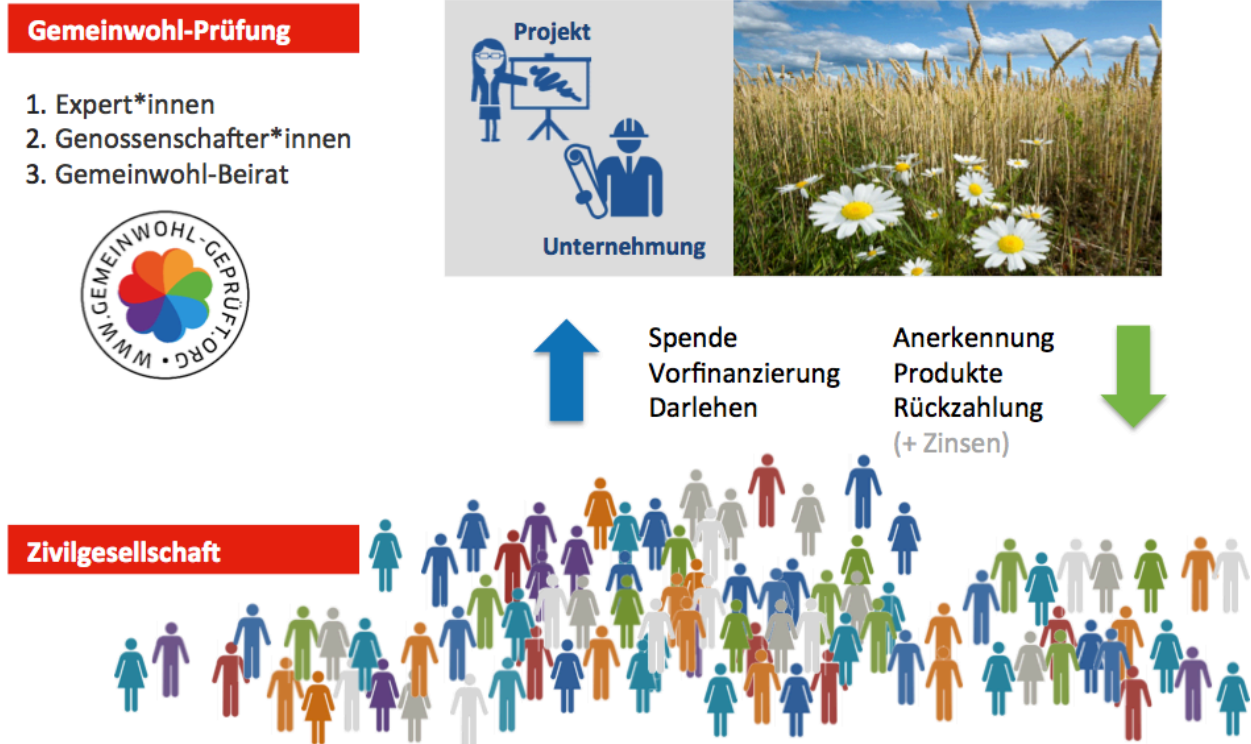 Gemeinwohl-Prüfung
1. Expert*innen
2. Genossenschafter*innen
3. Gemeinwohl-Beirat
WWW.GEMEINWOHL-GEPRÜFT.ORG •
Projekt
Unternehmung
Spende
Vorfinanzierung
Darlehen
Anerkennung
Produkte
Rückzahlung
(+ Zinsen)
Zivilgesellschaft